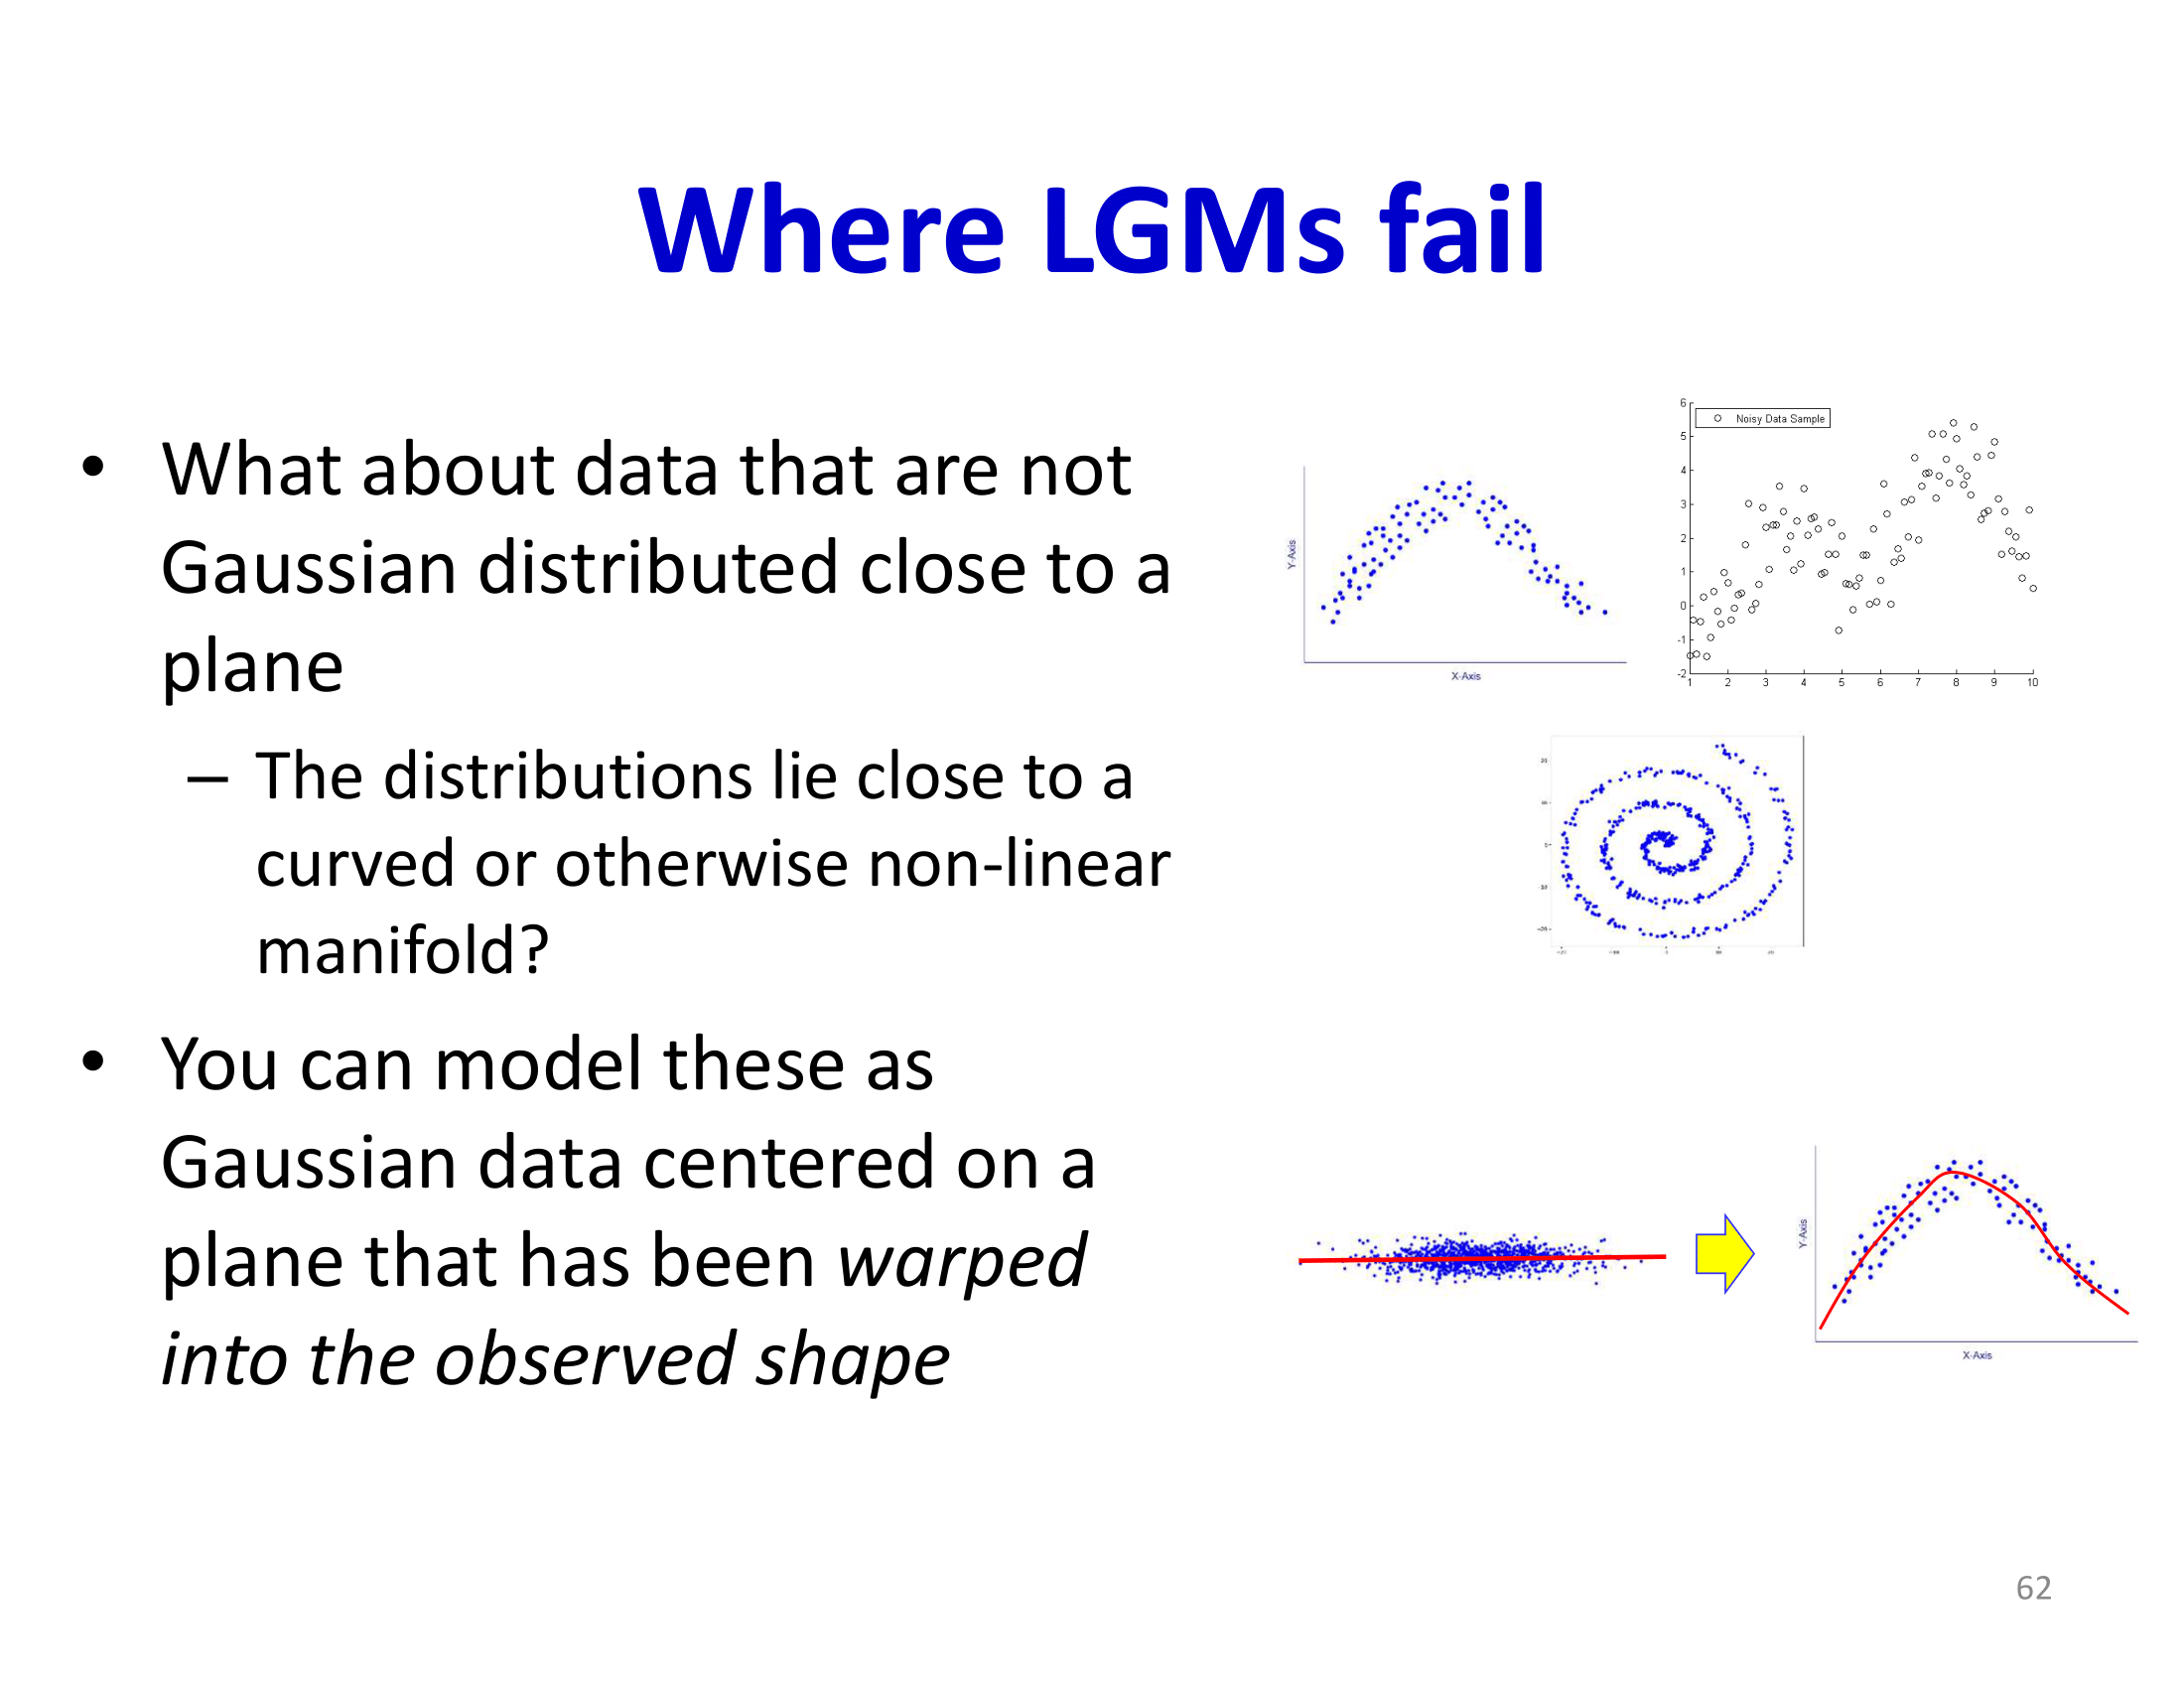 Where LGMs fail
• What about data that are not
Gaussian distributed close to a
plane
– The distributions lie close to a
curved or otherwise non-linear
manifold?
• You can model these as
Gaussian data centered on a
plane that has been warped
into the observed shape
Y-Axis
X-Axis
Noisy Data Sample
6
5
4
3
2
1
0
-1
-2
1 2 3 4 5 6 7 8 9 10
Y-Axis
X-Axis
62